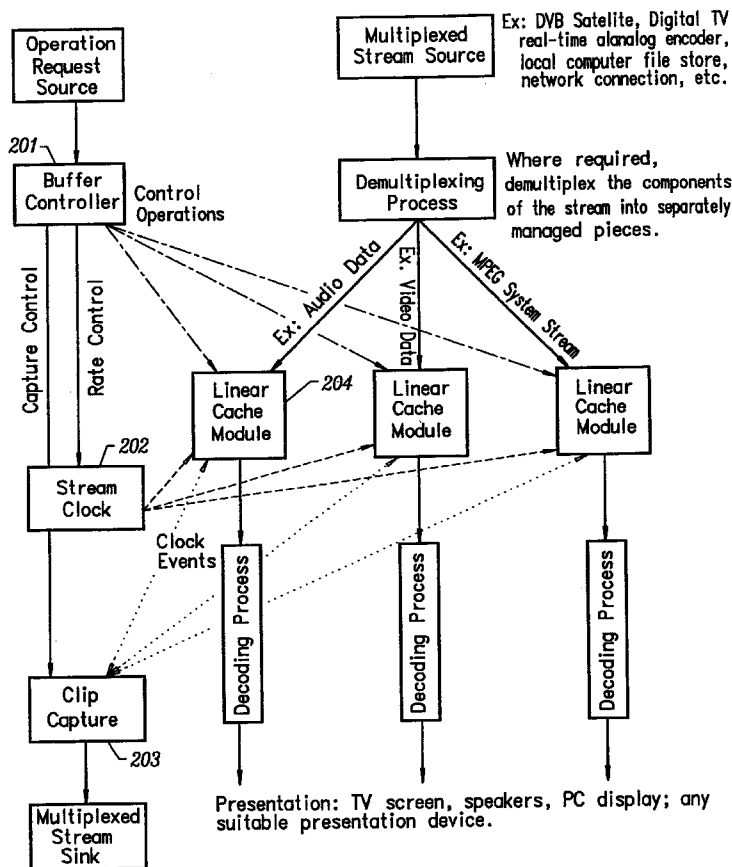 Operation
Request
Source
Multiplexed
Stream Source
Ex: DVB Satelite, Digital TV
real-time alanalog encoder,
local computer file store,
network connection, etc.
201
Buffer
Controller
Control
Operations
Demultiplexing
Process
Where required,
demultiplex the components
of the stream into separately
managed pieces.
Capture Control
Rate Control
Ex: Audio Data
Ex. Video Data
Ex: MPEG System Stream
Linear
Cache
Module
204
Linear
Cache
Module
Linear
Cache
Module
202
Stream
Clock
Clock
Events
Decoding Process
Decoding Process
Decoding Process
Clip
Capture
203
Presentation: TV screen, speakers, PC display; any
suitable presentation device.
Multiplexed
Stream
Sink